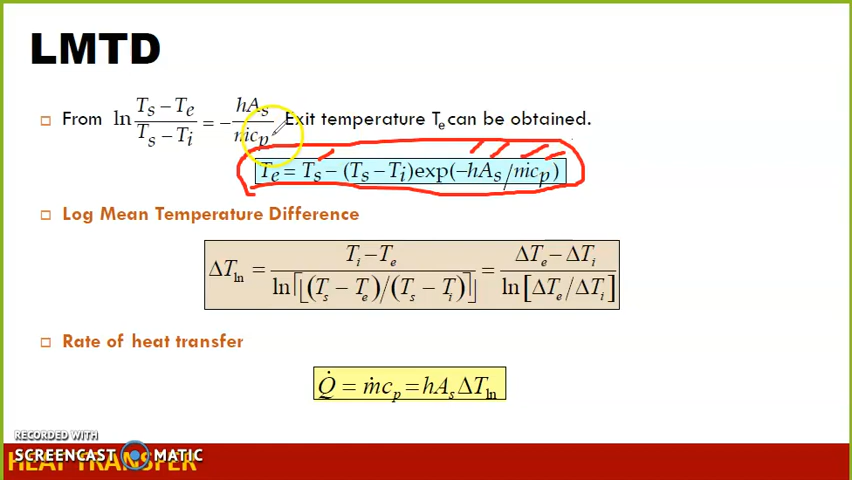 LMTD
From ln (T_s − T_e)/(T_s − T_i) = − hA_s/ṁc_p Exit temperature T_e can be obtained.
T_e = T_s − (T_s − T_i)exp(−hA_s/ṁc_p)
Log Mean Temperature Difference
ΔT_ln = (T_i − T_e)/ln[(T_s − T_e)/(T_s − T_i)] = (ΔT_e − ΔT_i)/ln[ΔT_e/ΔT_i]
Rate of heat transfer
Q̇ = ṁc_p = hA_s ΔT_ln
RECORDED WITH
SCREENCAST MATIC
HEAT TRANSFER